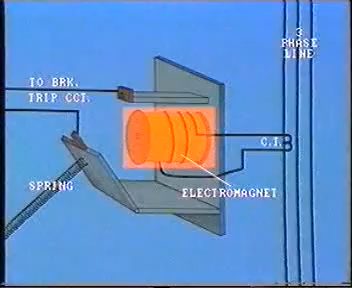 3
PHASE
LINE
TO BRK.
TRIP CCT.
C.T.
SPRING
ELECTROMAGNET